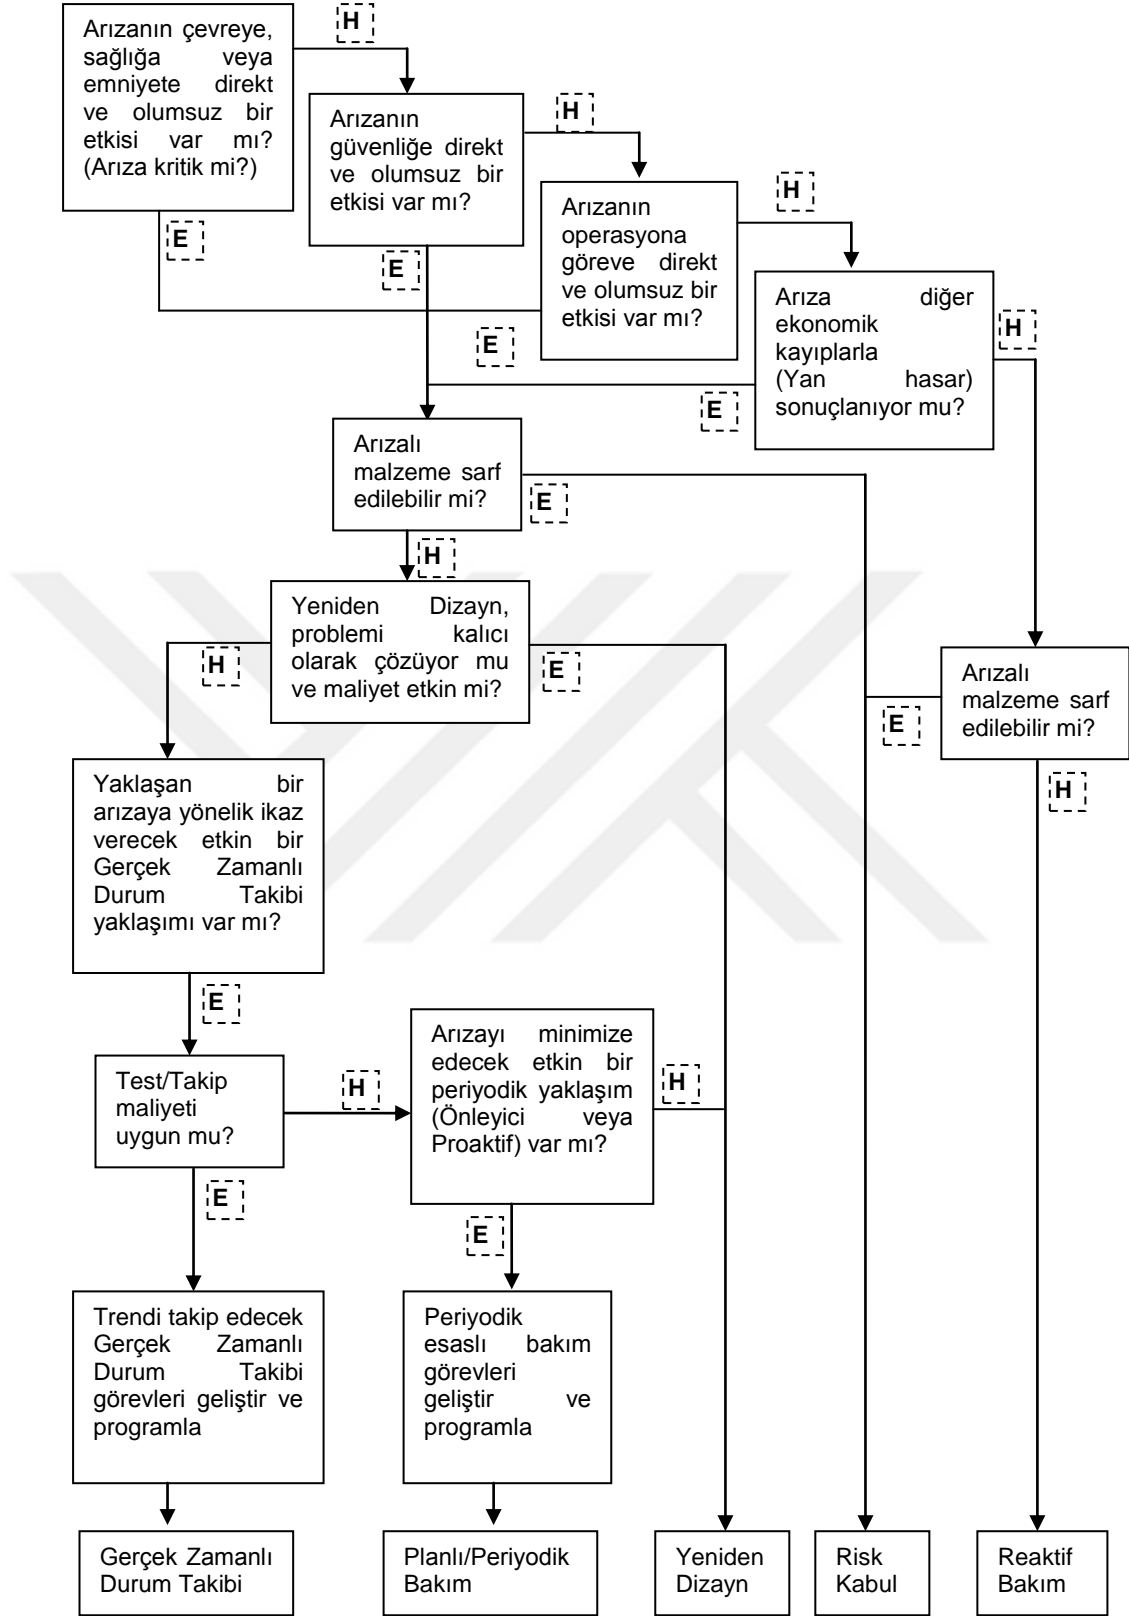 Arızanın çevreye,
sağlığa veya
emniyete direkt
ve olumsuz bir
etkisi var mı?
(Arıza kritik mi?)
H
E
Arızanın
güvenliğe direkt
ve olumsuz bir
etkisi var mı?
H
E
Arızanın
operasyona
göreve direkt
ve olumsuz bir
etkisi var mı?
H
E
Arıza diğer
ekonomik
kayıplarla
(Yan hasar)
sonuçlanıyor mu?
H
E
Arızalı
malzeme sarf
edilebilir mi?
E
H
Yeniden Dizayn,
problemi kalıcı
olarak çözüyor mu
ve maliyet etkin mi?
H
E
Arızalı
malzeme sarf
edilebilir mi?
E
H
Yaklaşan bir
arızaya yönelik ikaz
verecek etkin bir
Gerçek Zamanlı
Durum Takibi
yaklaşımı var mı?
E
Test/Takip
maliyeti
uygun mu?
H
E
Arızayı minimize
edecek etkin bir
periyodik yaklaşım
(Önleyici veya
Proaktif) var mı?
H
E
Trendi takip edecek
Gerçek Zamanlı
Durum Takibi
görevleri geliştir ve
programla
Periyodik
esaslı bakım
görevleri
geliştir ve
programla
Gerçek Zamanlı
Durum Takibi
Planlı/Periyodik
Bakım
Yeniden
Dizayn
Risk
Kabul
Reaktif
Bakım